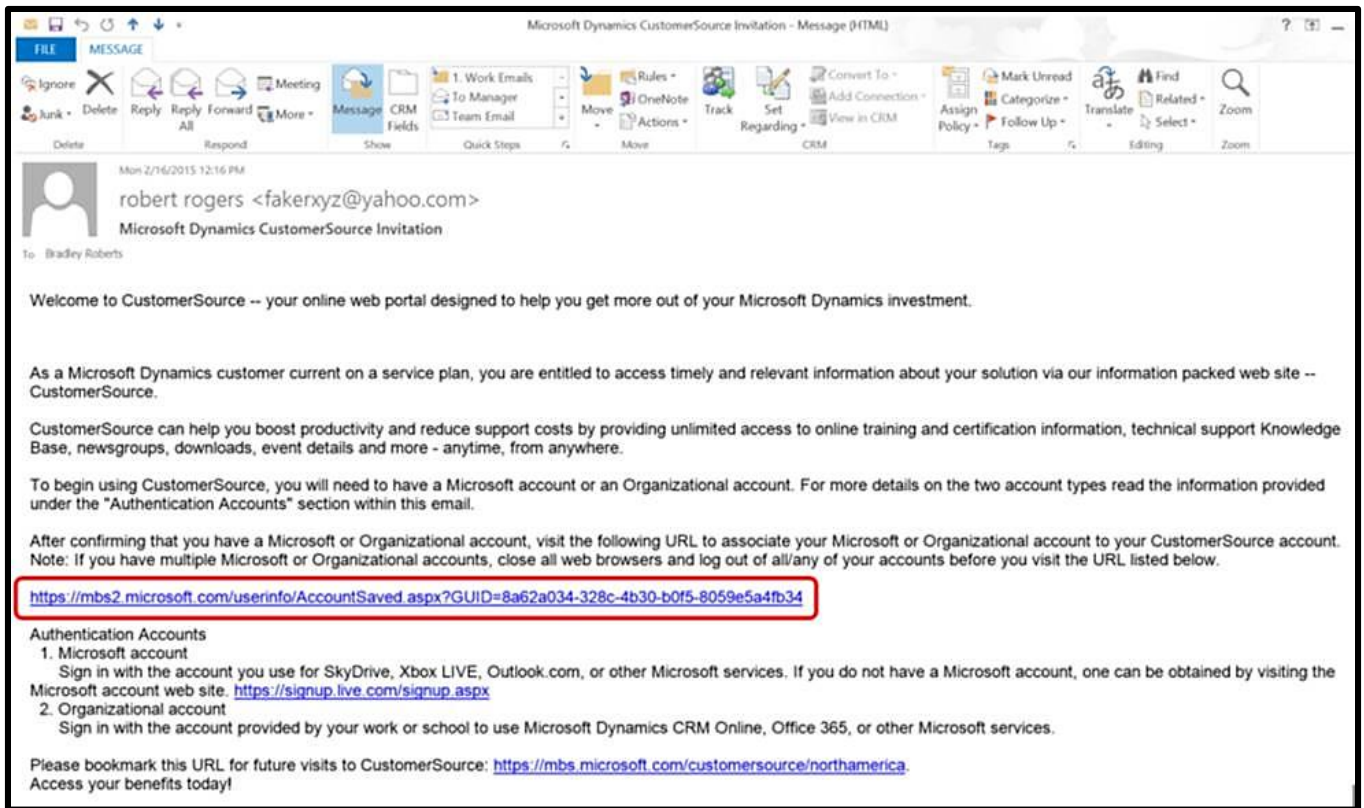 Microsoft Dynamics CustomerSource Invitation - Message (HTML)
?
FILE MESSAGE
Ignore
Junk
Delete
Reply
Reply All
Forward
Meeting
More
Message
CRM Fields
1. Work Emails
To Manager
Team Email
Move
Rules
OneNote
Actions
Track
Set Regarding
Convert To
Add Connection
View in CRM
Assign Policy
Mark Unread
Categorize
Follow Up
Translate
Find
Related
Select
Zoom
Delete Respond Show Quick Steps Move CRM Tags Editing Zoom
Mon 2/16/2015 12:16 PM
robert rogers <fakerxyz@yahoo.com>
Microsoft Dynamics CustomerSource Invitation
To Bradley Roberts
Welcome to CustomerSource -- your online web portal designed to help you get more out of your Microsoft Dynamics investment.
As a Microsoft Dynamics customer current on a service plan, you are entitled to access timely and relevant information about your solution via our information packed web site --
CustomerSource.
CustomerSource can help you boost productivity and reduce support costs by providing unlimited access to online training and certification information, technical support Knowledge
Base, newsgroups, downloads, event details and more - anytime, from anywhere.
To begin using CustomerSource, you will need to have a Microsoft account or an Organizational account. For more details on the two account types read the information provided
under the "Authentication Accounts" section within this email.
After confirming that you have a Microsoft or Organizational account, visit the following URL to associate your Microsoft or Organizational account to your CustomerSource account.
Note: If you have multiple Microsoft or Organizational accounts, close all web browsers and log out of all/any of your accounts before you visit the URL listed below.
https://mbs2.microsoft.com/userinfo/AccountSaved.aspx?GUID=8a62a034-328c-4b30-b0f5-8059e5a4fb34
Authentication Accounts
1. Microsoft account
Sign in with the account you use for SkyDrive, Xbox LIVE, Outlook.com, or other Microsoft services. If you do not have a Microsoft account, one can be obtained by visiting the
Microsoft account web site. https://signup.live.com/signup.aspx
2. Organizational account
Sign in with the account provided by your work or school to use Microsoft Dynamics CRM Online, Office 365, or other Microsoft services.
Please bookmark this URL for future visits to CustomerSource: https://mbs.microsoft.com/customersource/northamerica.
Access your benefits today!